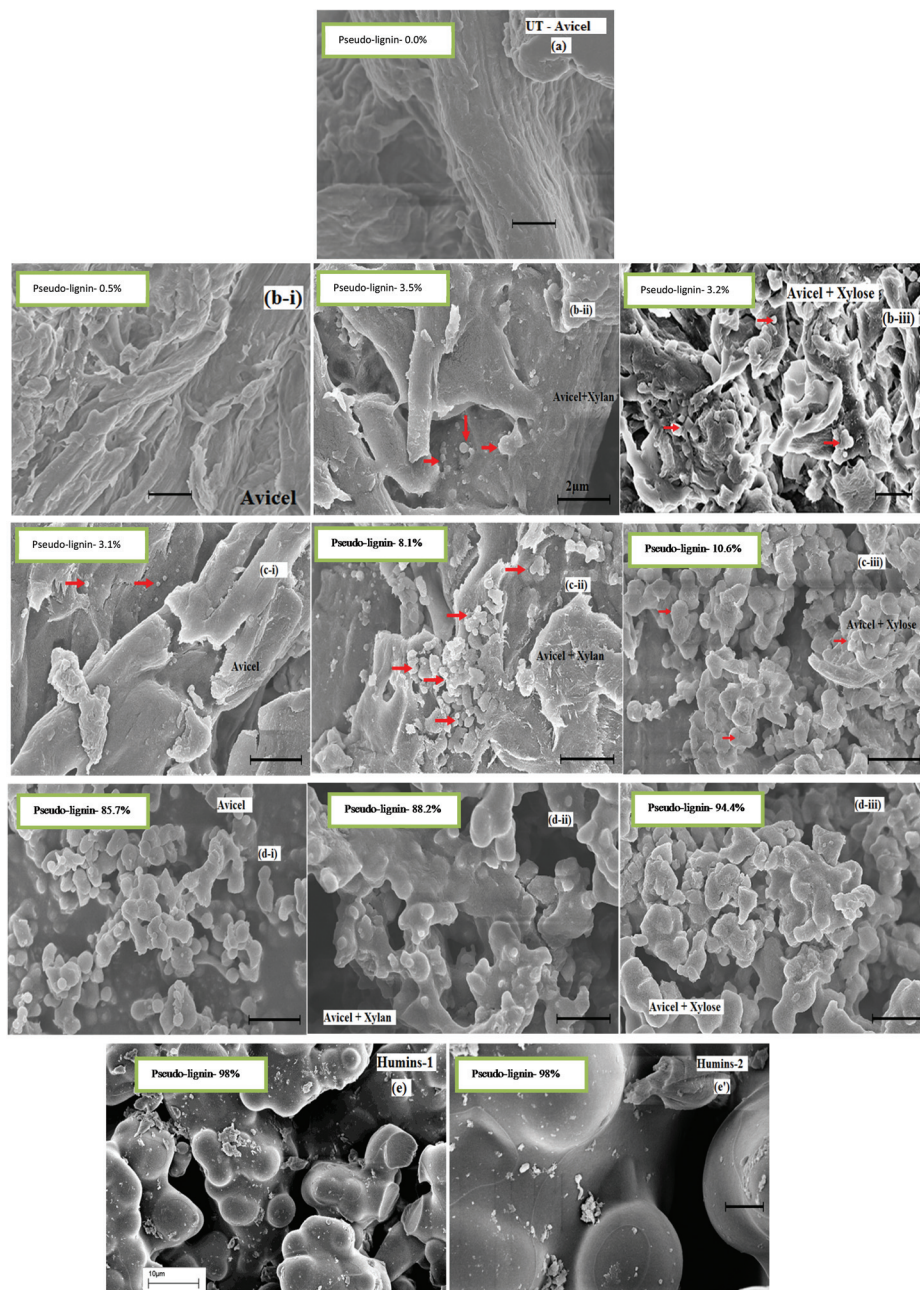 UT - Avicel
Pseudo-lignin- 0.0%
(a)
Pseudo-lignin- 0.5%
(b-i)
Avicel
Pseudo-lignin- 3.5%
(b-ii)
Avicel+Xylan
2μm
Pseudo-lignin- 3.2%
Avicel + Xylose
(b-iii)
Pseudo-lignin- 3.1%
(c-i)
Avicel
Pseudo-lignin- 8.1%
(c-ii)
Avicel + Xylan
Pseudo-lignin- 10.6%
(c-iii)
Avicel + Xylose
Pseudo-lignin- 85.7%
Avicel
(d-i)
Pseudo-lignin- 88.2%
(d-ii)
Avicel + Xylan
Pseudo-lignin- 94.4%
(d-iii)
Avicel + Xylose
Pseudo-lignin- 98%
Humins-1
(e)
10μm
Pseudo-lignin- 98%
Humins-2
(e')